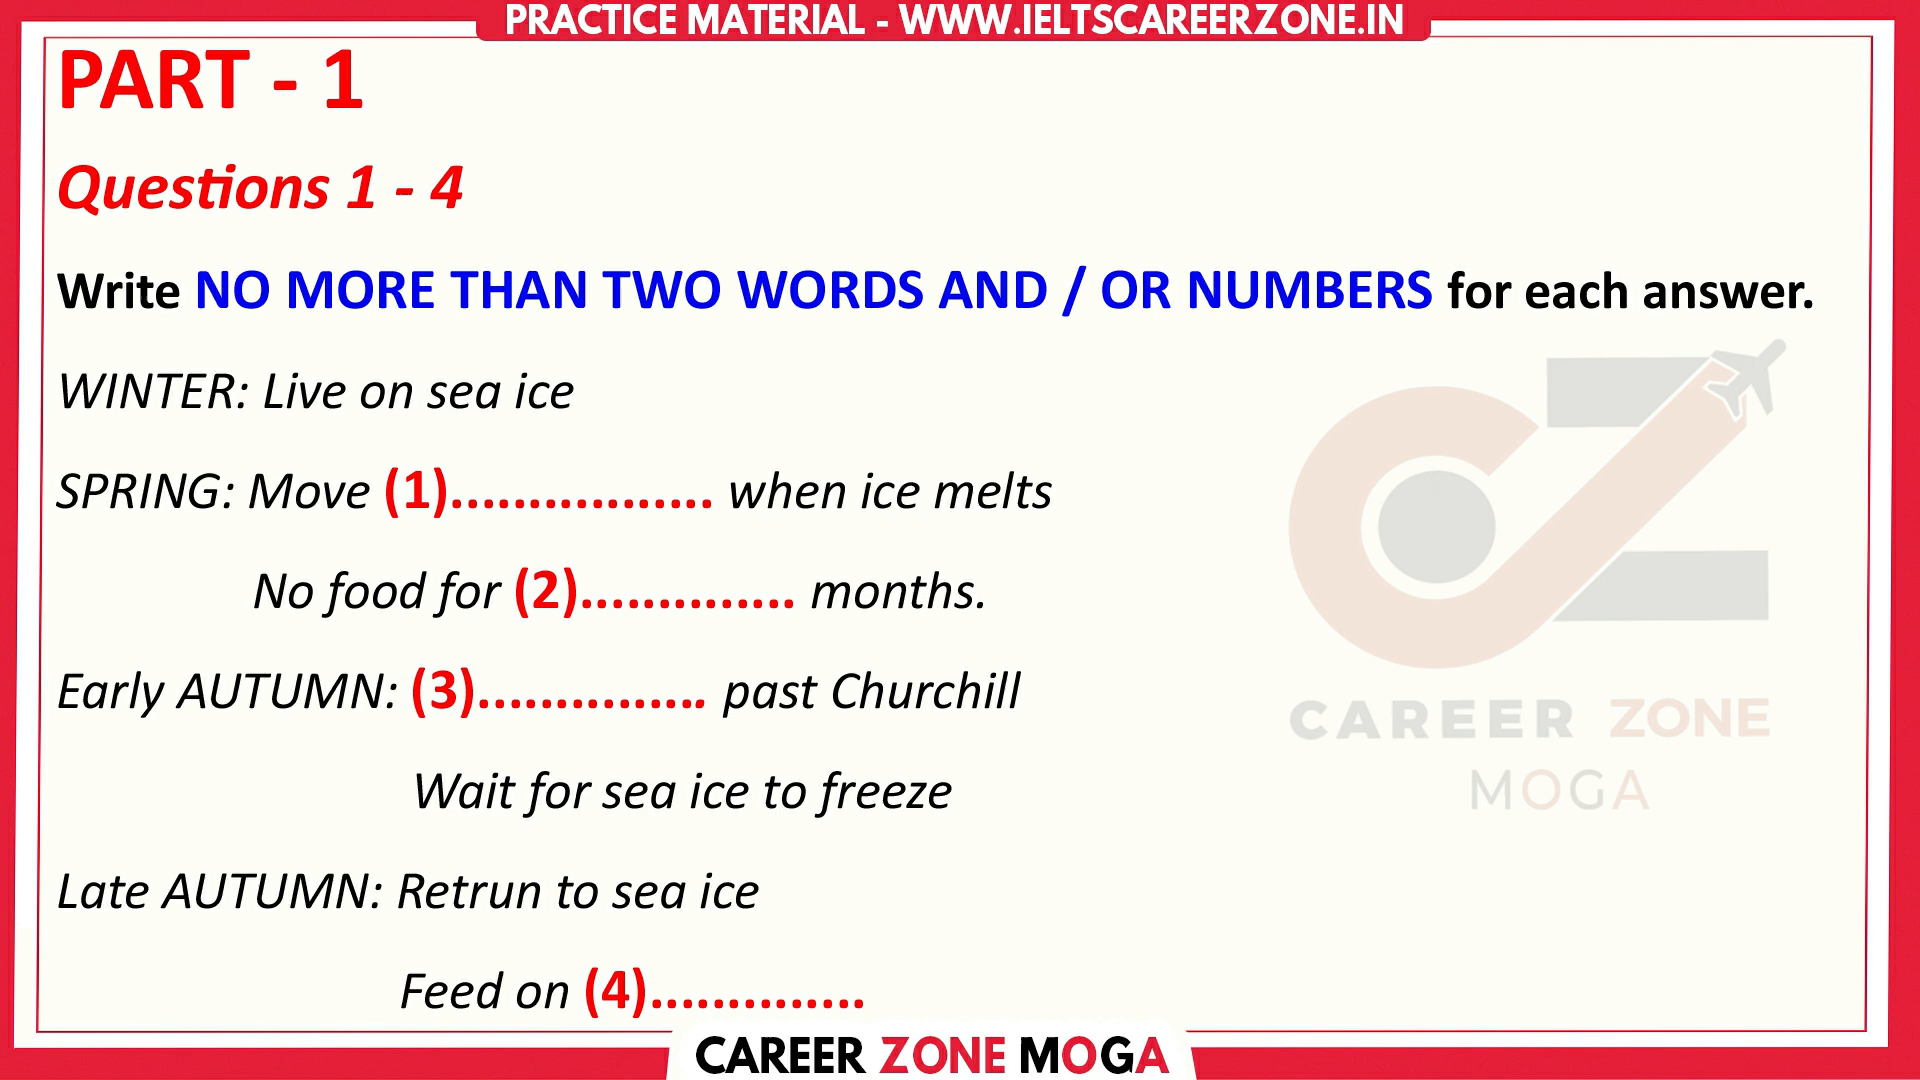 PRACTICE MATERIAL - WWW.IELTSCAREERZONE.IN
PART - 1
Questions 1 - 4
Write NO MORE THAN TWO WORDS AND / OR NUMBERS for each answer.
WINTER: Live on sea ice
SPRING: Move (1)................. when ice melts
No food for (2).............. months.
Early AUTUMN: (3)............... past Churchill
Wait for sea ice to freeze
Late AUTUMN: Retrun to sea ice
Feed on (4)..............
CZ
CAREER ZONE
MOGA
CAREER ZONE MOGA